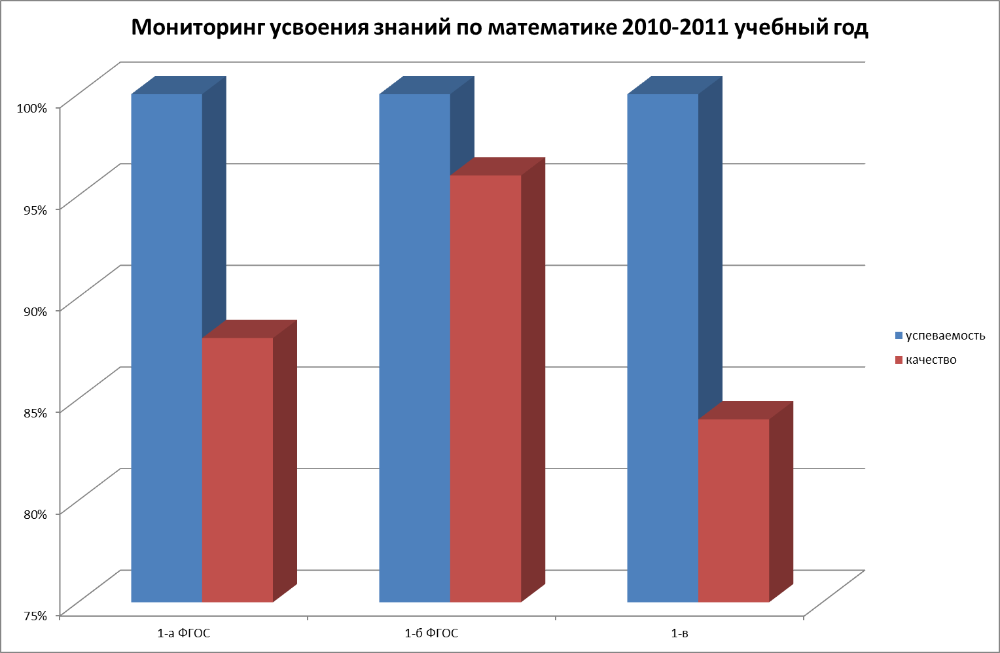 Мониторинг усвоения знаний по математике 2010-2011 учебный год
100%
95%
90%
85%
80%
75%
1-а ФГОС
1-б ФГОС
1-в
успеваемость
качество